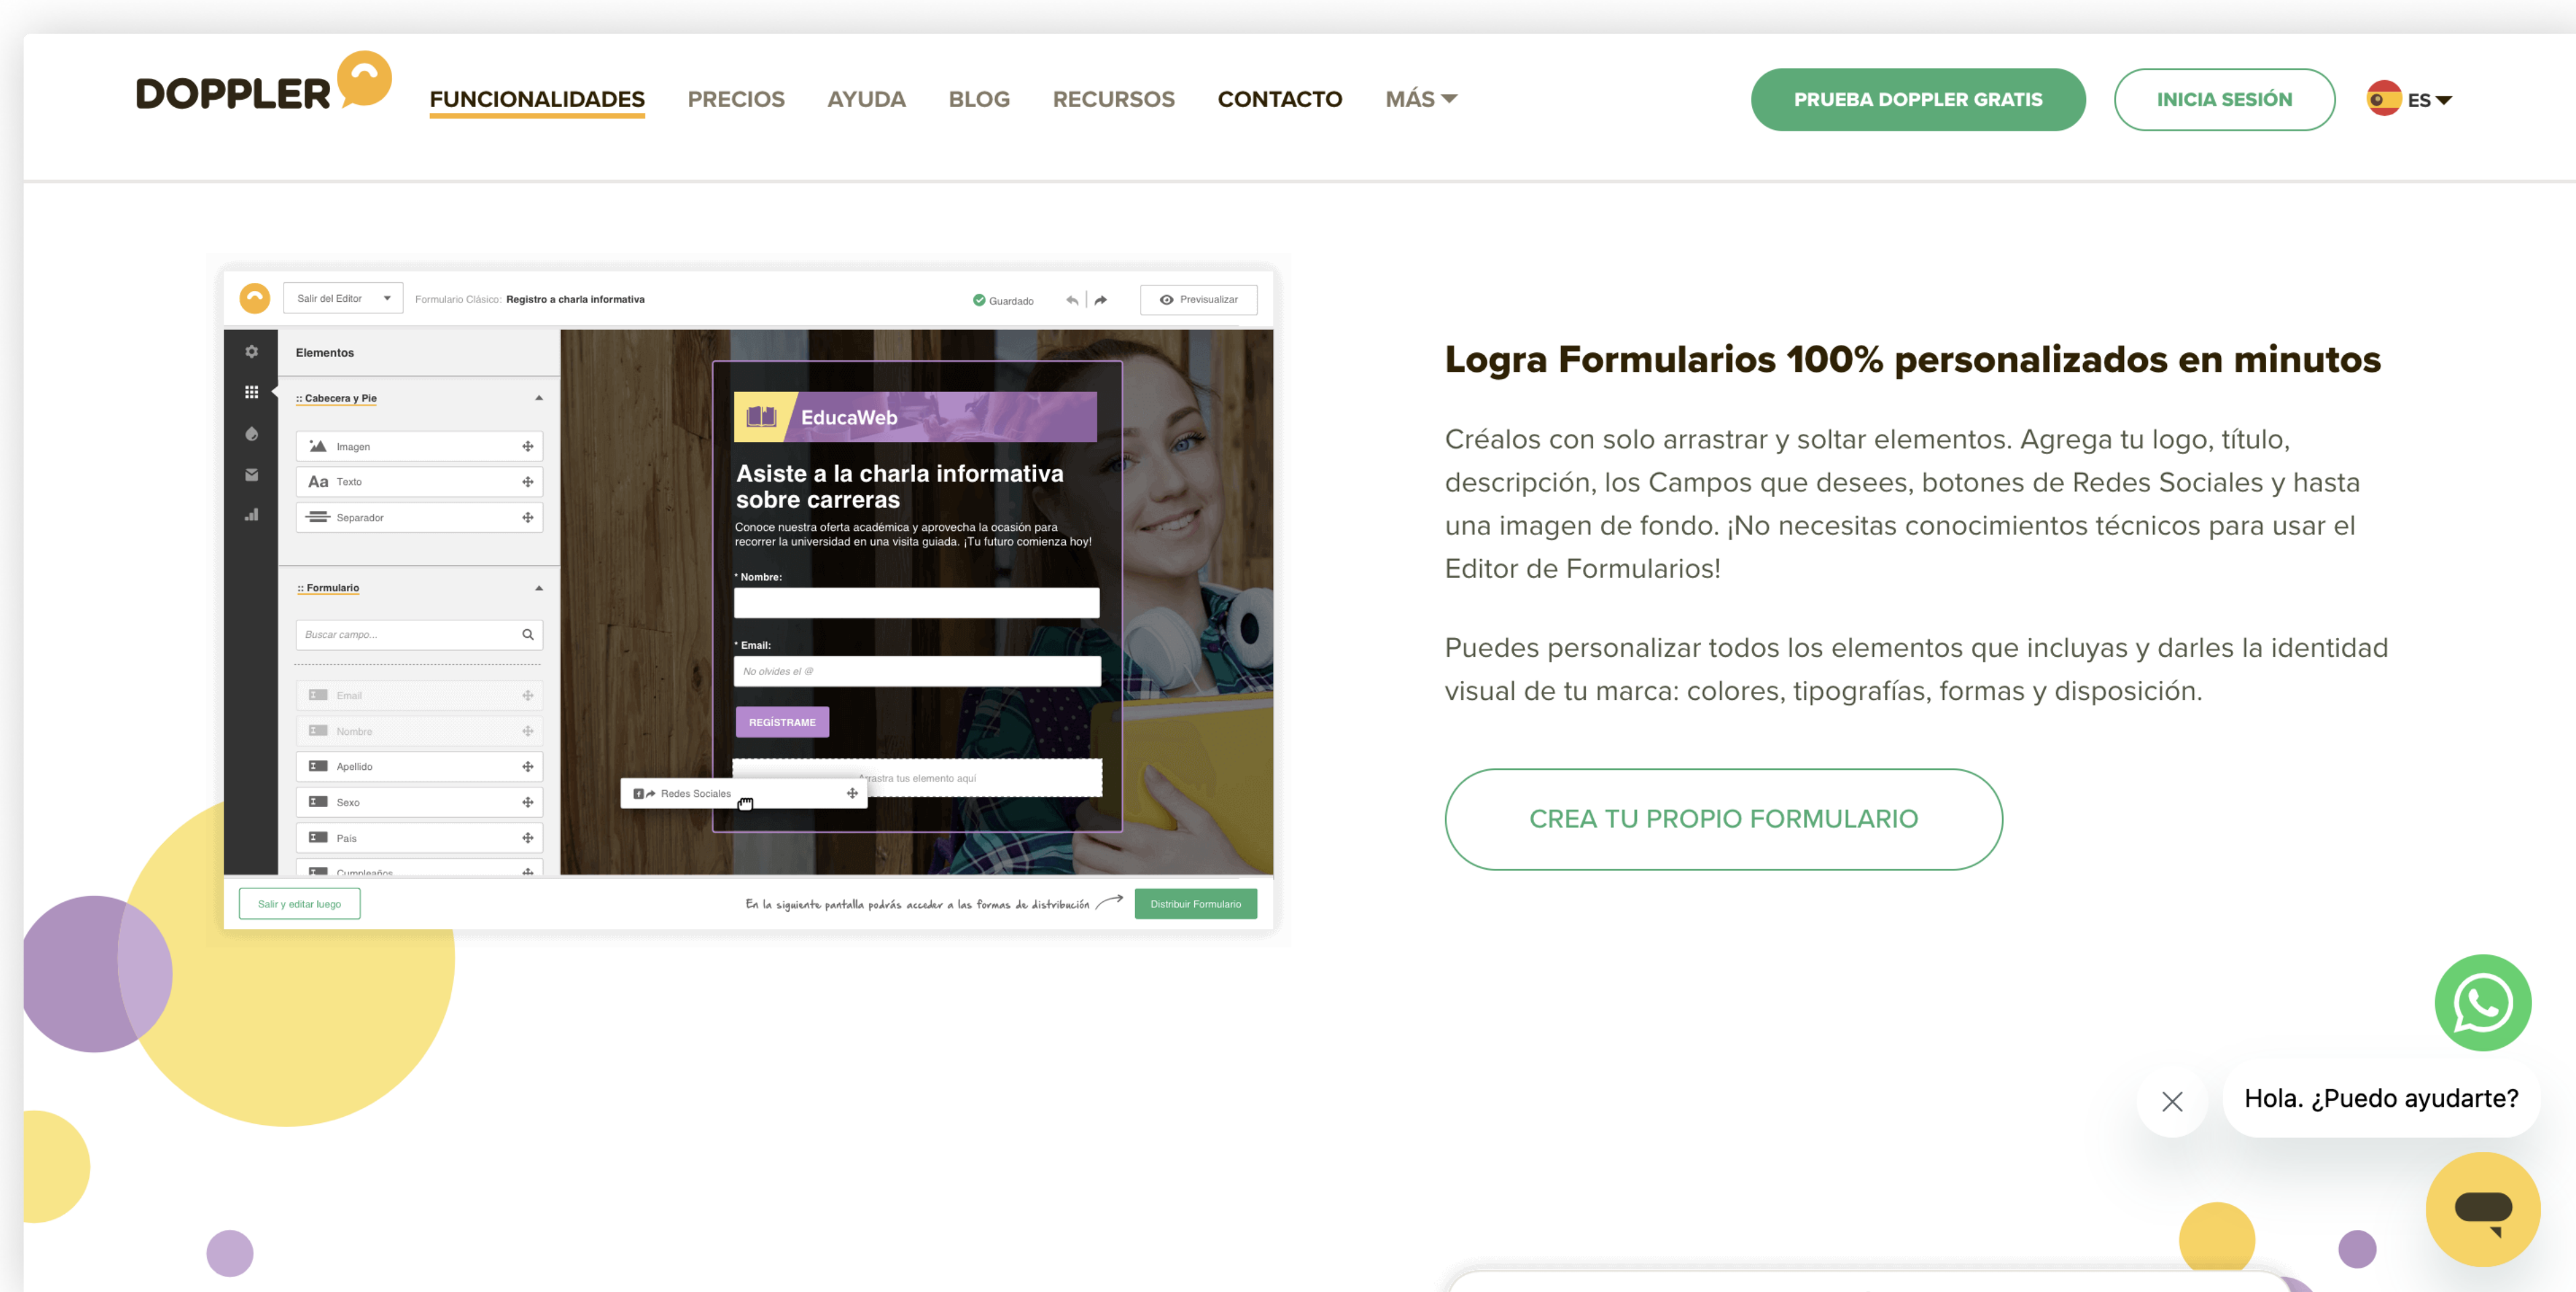 DOPPLER
FUNCIONALIDADES
PRECIOS
AYUDA
BLOG
RECURSOS
CONTACTO
MÁS
PRUEBA DOPPLER GRATIS
INICIA SESIÓN
ES
Salir del Editor
Formulario Clásico: Registro a charla informativa
Guardado
Previsualizar
Elementos
:: Cabecera y Pie
Imagen
Aa Texto
Separador
:: Formulario
Buscar campo...
Email
Nombre
Apellido
Sexo
País
Cumpleaños
EducaWeb
Asiste a la charla informativa
sobre carreras
Conoce nuestra oferta académica y aprovecha la ocasión para
recorrer la universidad en una visita guiada. ¡Tu futuro comienza hoy!
* Nombre:
* Email:
No olvides el @
REGÍSTRAME
Arrastra tus elemento aquí
Redes Sociales
Salir y editar luego
En la siguiente pantalla podrás acceder a las formas de distribución
Distribuir Formulario
Logra Formularios 100% personalizados en minutos
Créalos con solo arrastrar y soltar elementos. Agrega tu logo, título,
descripción, los Campos que desees, botones de Redes Sociales y hasta
una imagen de fondo. ¡No necesitas conocimientos técnicos para usar el
Editor de Formularios!
Puedes personalizar todos los elementos que incluyas y darles la identidad
visual de tu marca: colores, tipografías, formas y disposición.
CREA TU PROPIO FORMULARIO
Hola. ¿Puedo ayudarte?